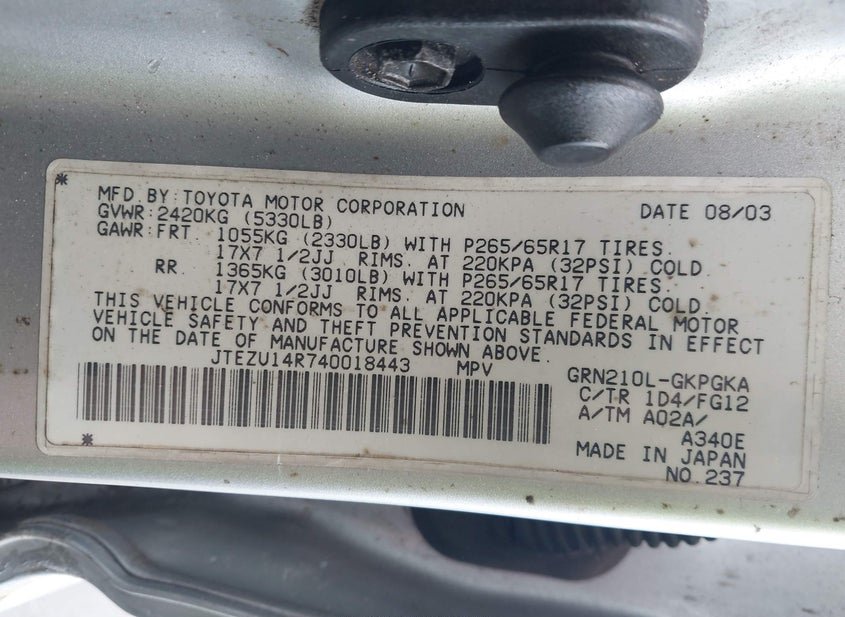 *
MFD.BY:TOYOTA MOTOR CORPORATION DATE 08/03
GVWR:2420KG (5330LB)
GAWR:FRT. 1055KG (2330LB) WITH P265/65R17 TIRES.
17X7 1/2JJ RIMS. AT 220KPA (32PSI) COLD.
RR. 1365KG (3010LB) WITH P265/65R17 TIRES.
17X7 1/2JJ RIMS. AT 220KPA (32PSI) COLD.
THIS VEHICLE CONFORMS TO ALL APPLICABLE FEDERAL MOTOR
VEHICLE SAFETY AND THEFT PREVENTION STANDARDS IN EFFECT
ON THE DATE OF MANUFACTURE SHOWN ABOVE.
JTEZU14R740018443 MPV
GRN210L-GKPGKA
C/TR 1D4/FG12
A/TM A02A/
A340E
MADE IN JAPAN
NO.237
*